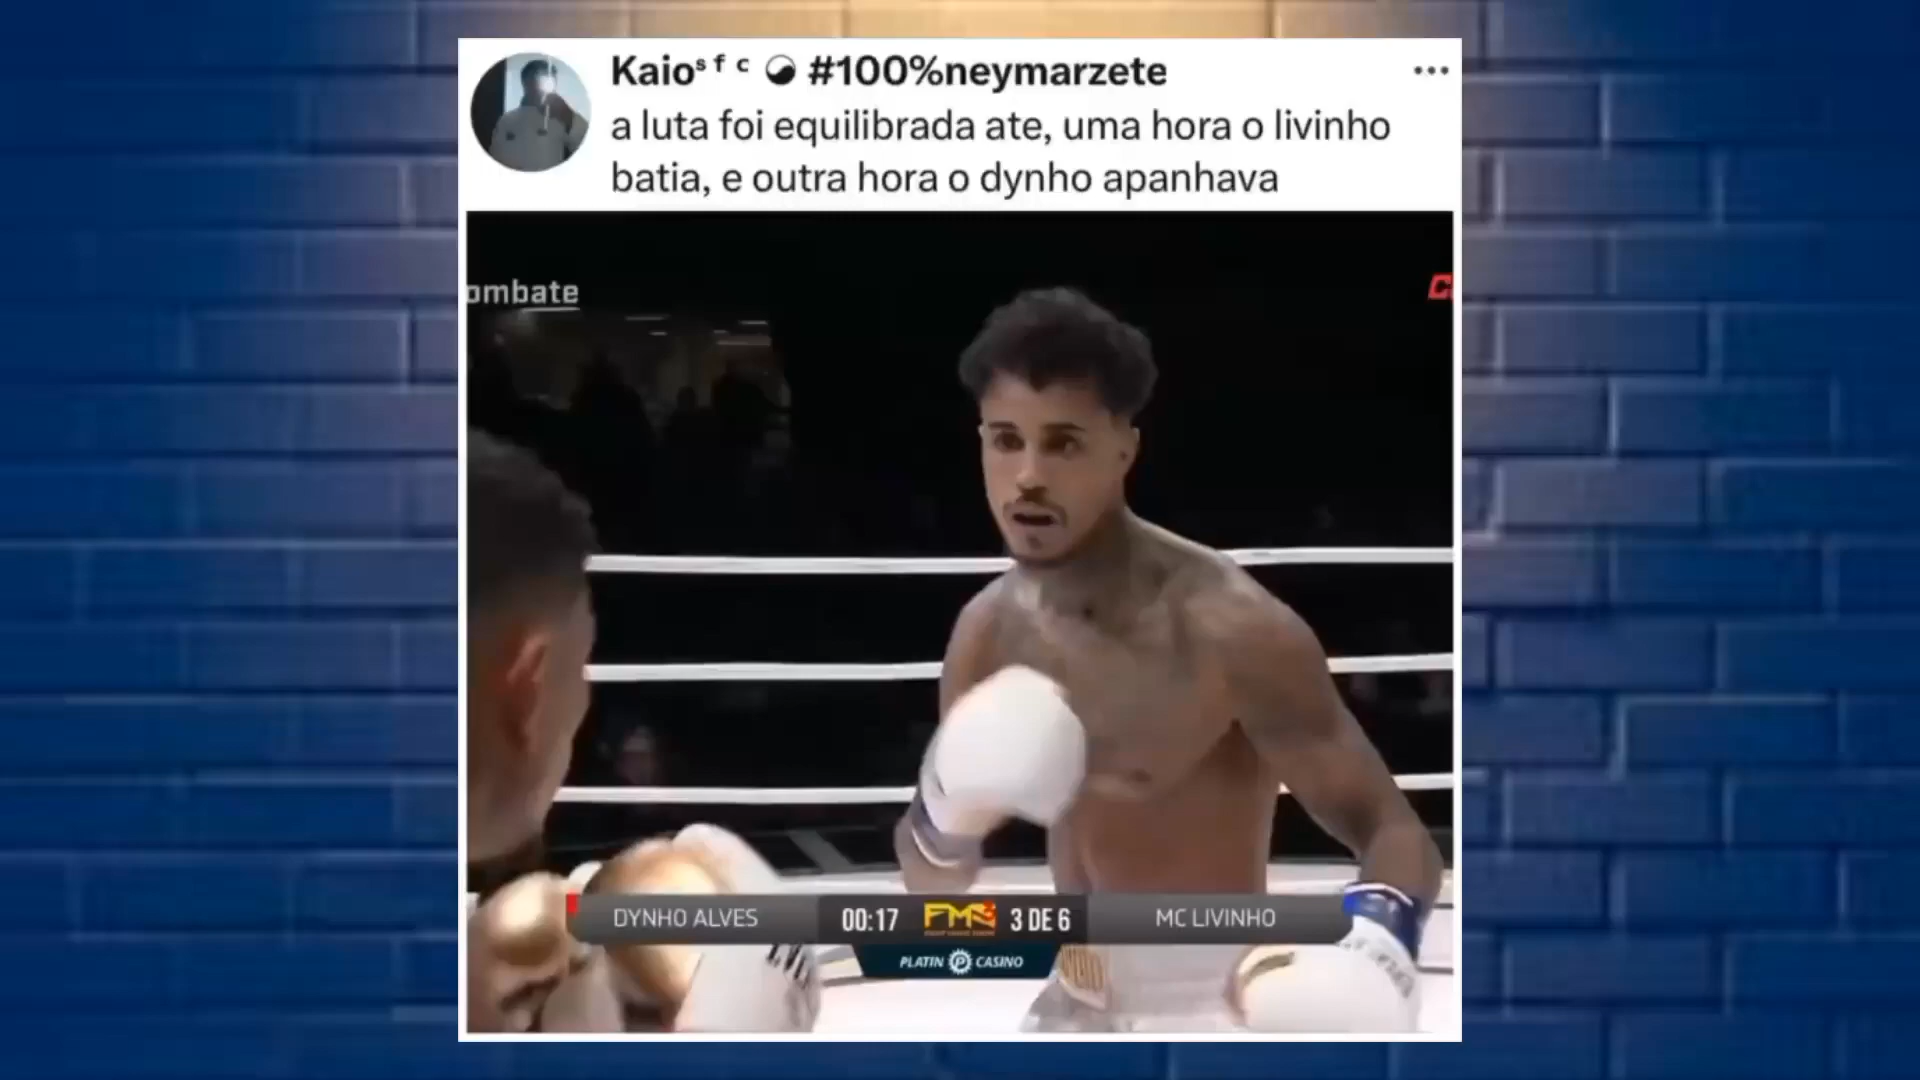 Kaioˢ ᶠ ᶜ #100%neymarzete
a luta foi equilibrada ate, uma hora o livinho
batia, e outra hora o dynho apanhava
ombate
DYNHO ALVES 00:17 FMS 3 DE 6 MC LIVINHO
PLATIN CASINO